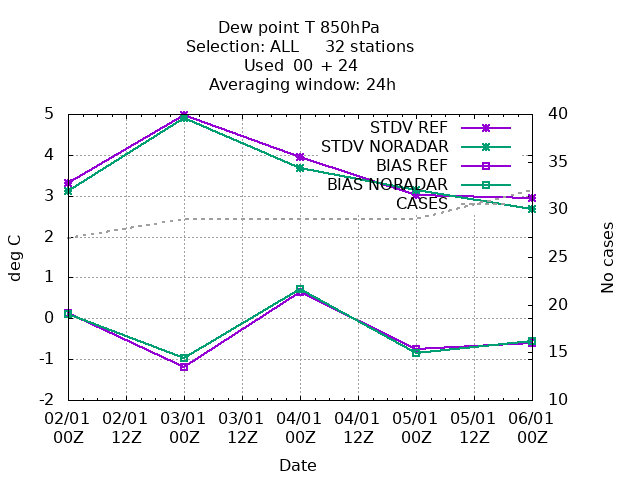 Dew point T 850hPa
Selection: ALL 32 stations
Used 00 + 24
Averaging window: 24h
5 40
STDV REF
STDV NORADAR
4 35
BIAS REF
BIAS NORADAR
3
CASES
30
2
25
deg C
No cases
1
20
0
15
-1
-2 10
02/01 02/01 03/01 03/01 04/01 04/01 05/01 05/01 06/01
00Z 12Z 00Z 12Z 00Z 12Z 00Z 12Z 00Z
Date